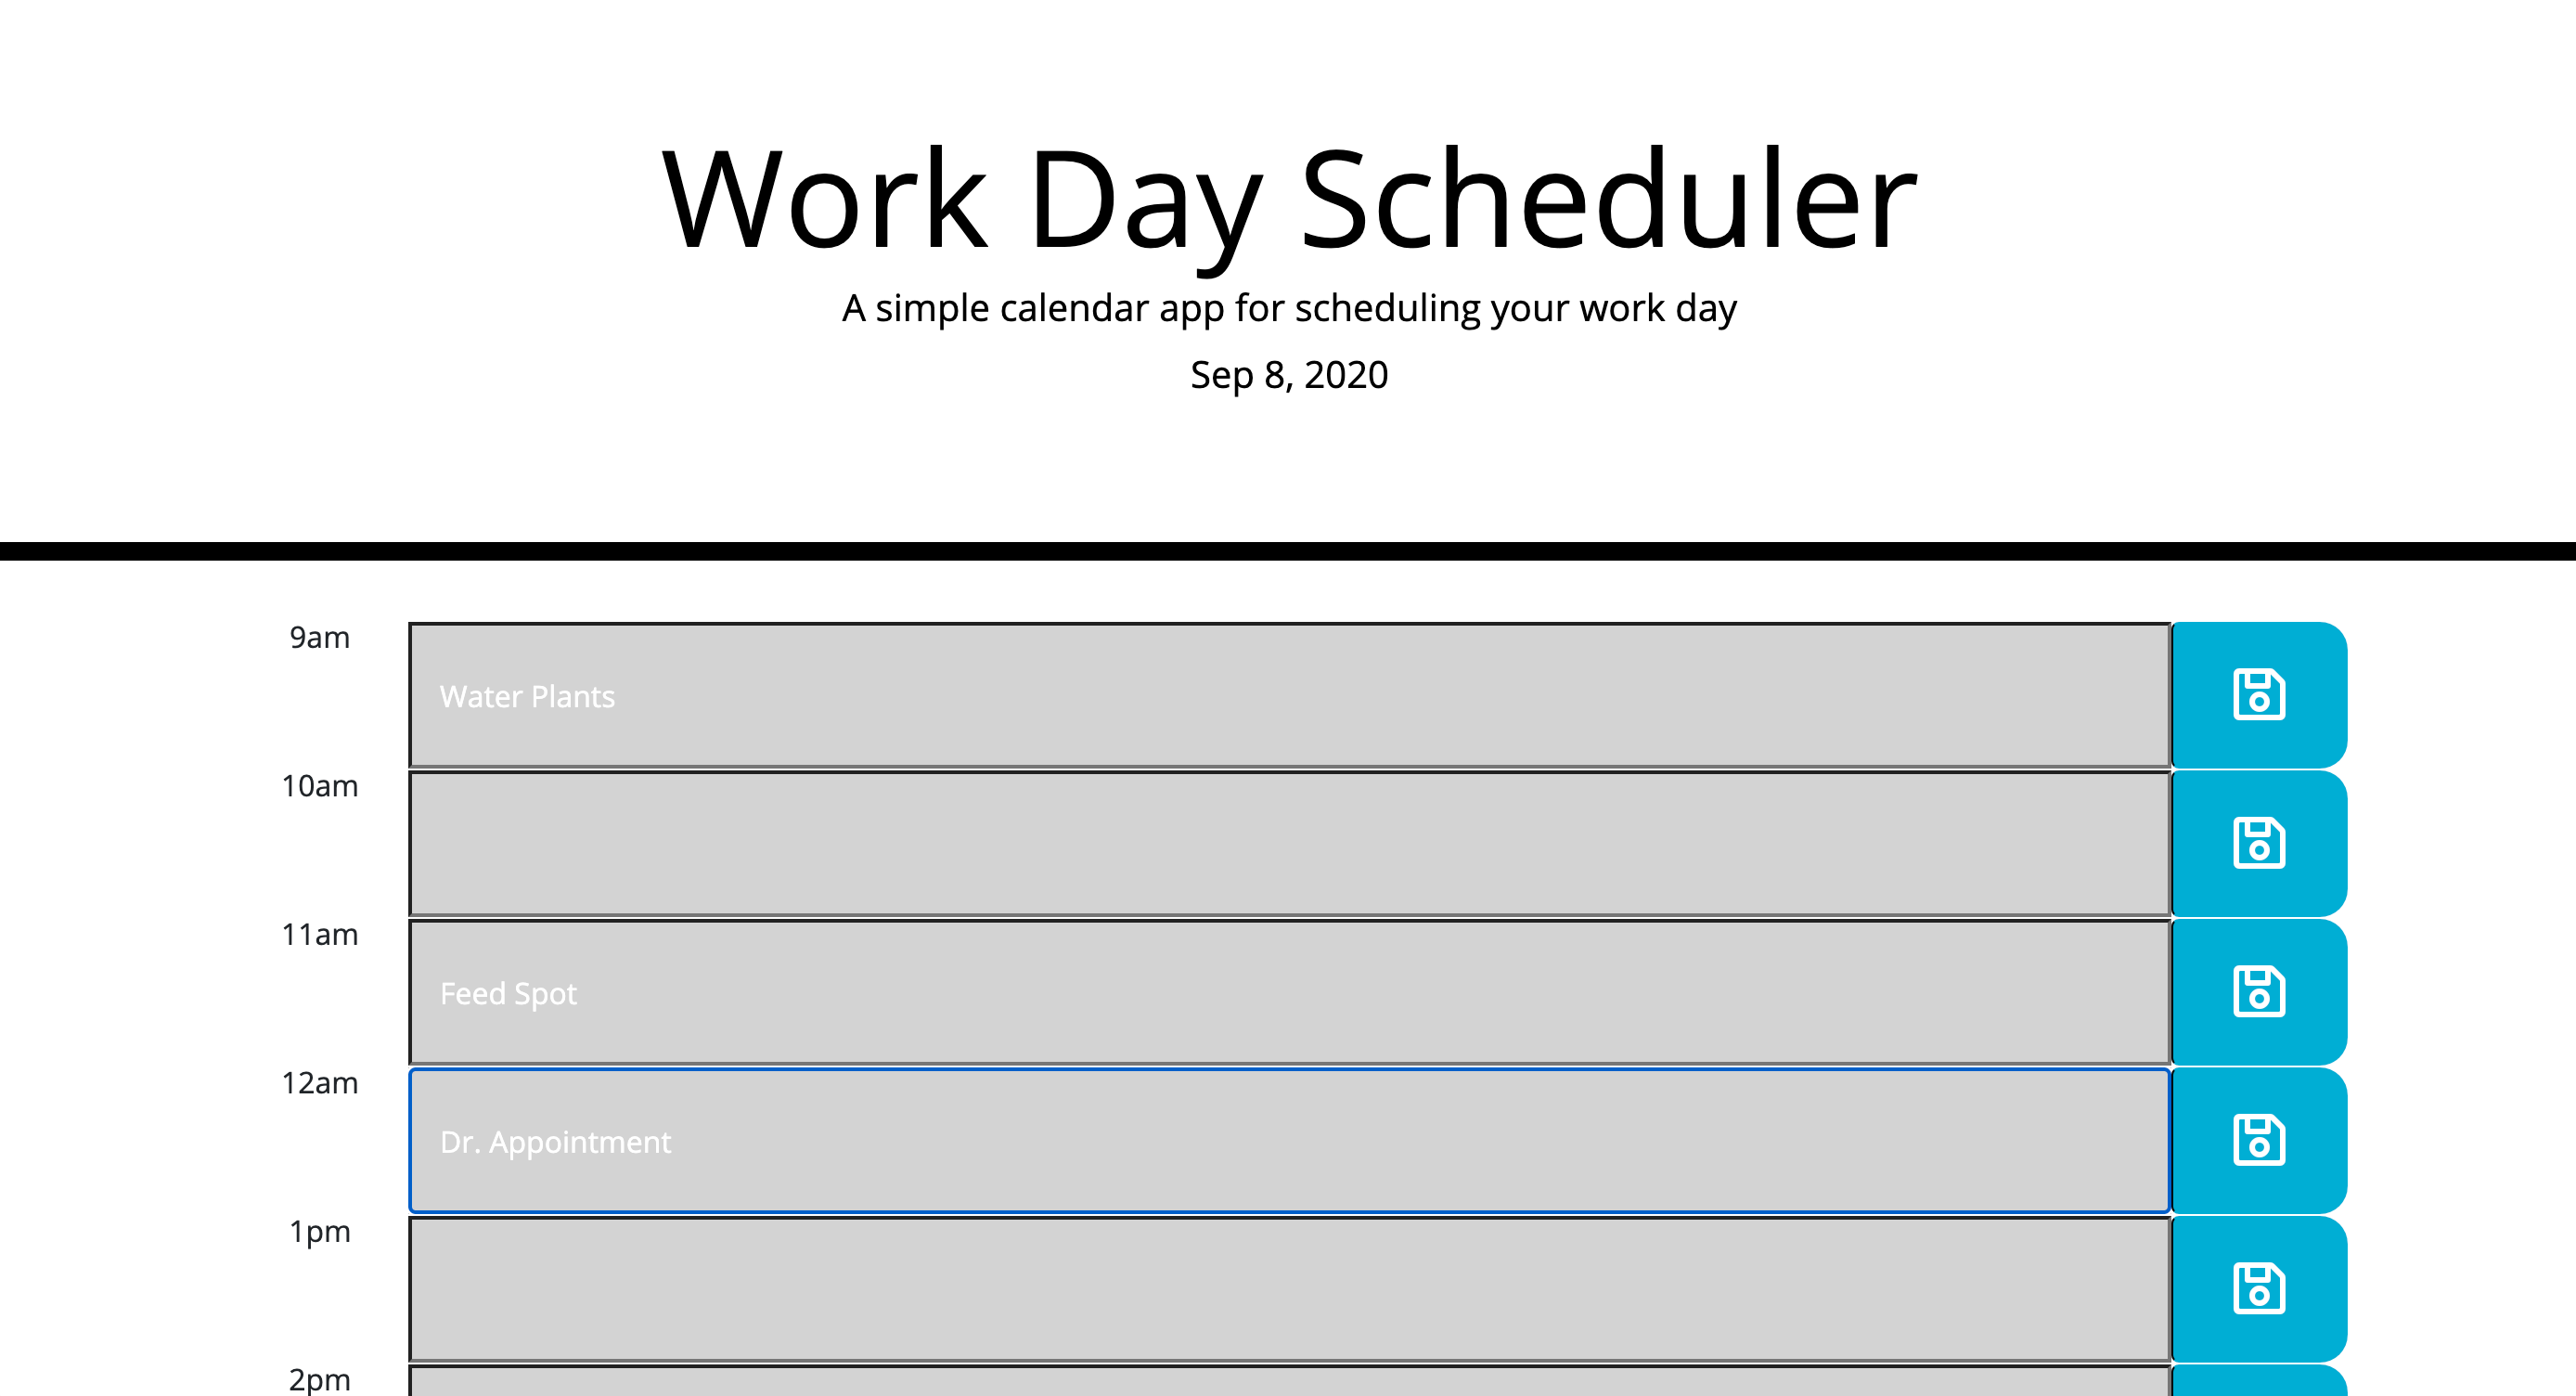 Work Day Scheduler
A simple calendar app for scheduling your work day
Sep 8, 2020
9am
Water Plants
10am
11am
Feed Spot
12am
Dr. Appointment
1pm
2pm